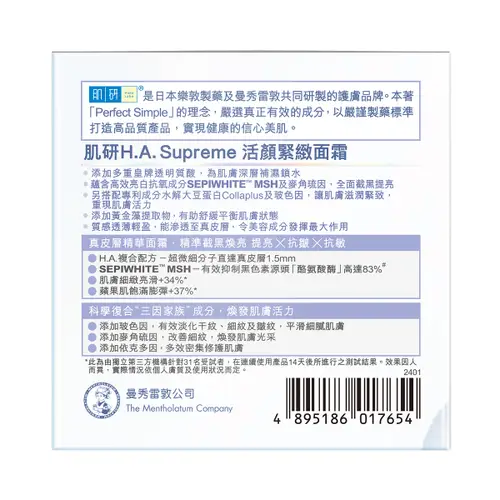 肌研 ® 是日本樂敦製藥及曼秀雷敦共同研製的護膚品牌。本著
「Perfect Simple」的理念，嚴選真正有效的成分，以嚴謹製藥標準
打造高品質產品，實現健康的信心美肌。
肌研H.A. Supreme 活顏緊緻面霜
添加多重皇牌透明質酸，為肌膚深層補濕鎖水
蘊含高效亮白抗氧成分SEPIWHITE™ MSH及麥角硫因，全面截黑提亮
另搭配專利成分水解大豆蛋白Collaplus及玻色因，讓肌膚滋潤緊致，
重現肌膚活力
添加黃金藻提取物，有助舒緩平衡肌膚狀態
質感透薄輕盈，能滲透至真皮層，令美容成分發揮最大作用
真皮層精華面霜，精準截黑煥亮 提亮×抗皺×抗敏
H.A.複合配方－超微細分子直達真皮層1.5mm
SEPIWHITE™ MSH－有效抑制黑色素源頭「酪氨酸酶」高達83%#
肌膚細緻亮滑+34%*
蘋果肌飽滿彭彈+37%*
科學復合“三因家族”成分，煥發肌膚活力
添加玻色因，有效淡化干紋、細紋及皺紋，平滑細膩肌膚
添加麥角硫因，改善細紋，煥發肌膚光采
添加依克多因，多效密集修護肌膚
*此為由獨立第三方機構針對31名受試者，在連續使用產品14天後所進行之測試結果。效果因人
而異，實際情況依個人膚質及使用狀況而定。
2401
曼秀雷敦公司
The Mentholatum Company
4 895186 017654